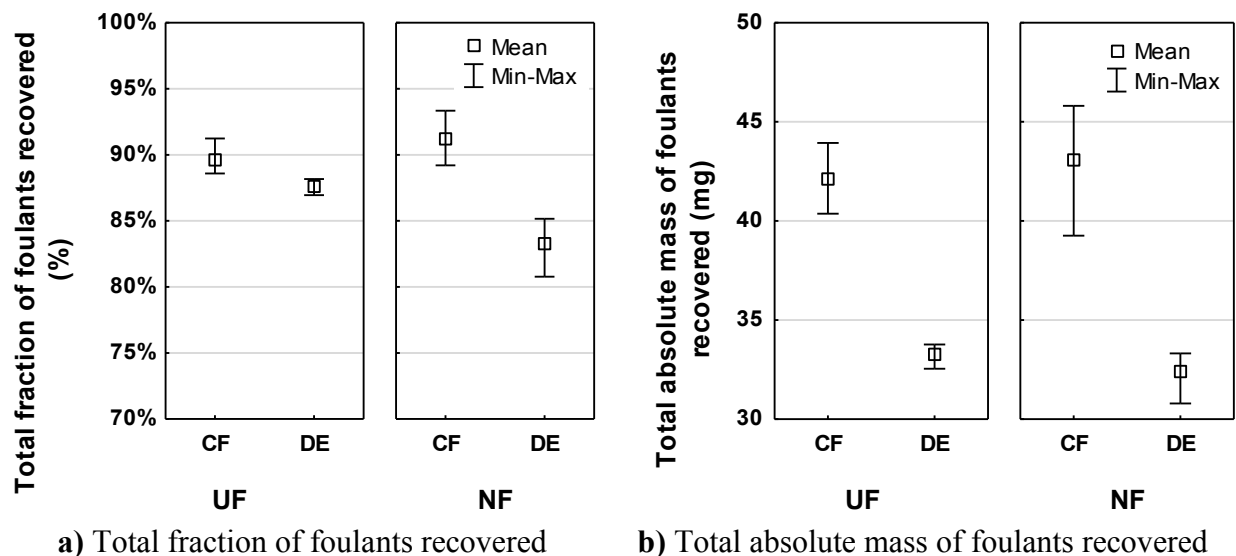 Total fraction of foulants recovered
(%)
100%
95%
90%
85%
80%
75%
70%
Mean
Min-Max
CF
DE
CF
DE
UF
NF
a) Total fraction of foulants recovered
Total absolute mass of foulants
recovered (mg)
50
45
40
35
30
Mean
Min-Max
CF
DE
CF
DE
UF
NF
b) Total absolute mass of foulants recovered